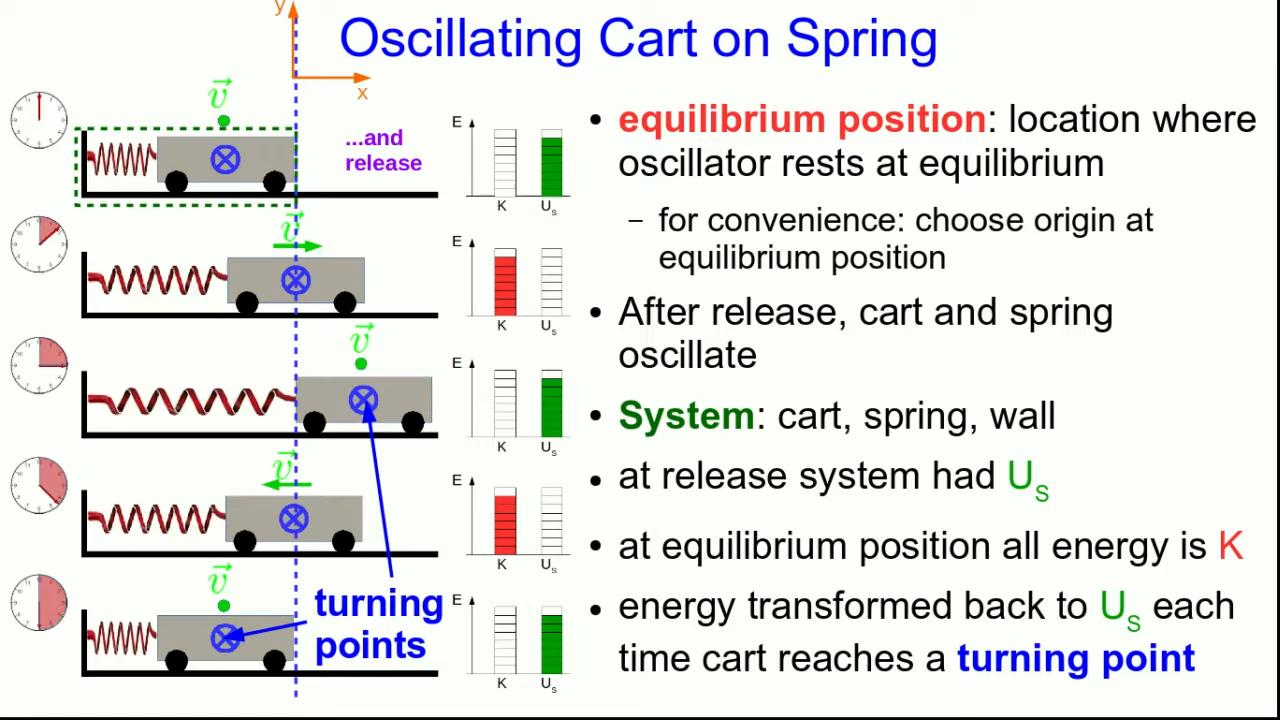 Oscillating Cart on Spring
y
x
v
...and
release
E
K Us
v
E
K Us
v
E
K Us
v
E
K Us
v
turning
points
E
K Us
• equilibrium position: location where
oscillator rests at equilibrium
– for convenience: choose origin at
equilibrium position
• After release, cart and spring
oscillate
• System: cart, spring, wall
• at release system had Us
• at equilibrium position all energy is K
• energy transformed back to Us each
time cart reaches a turning point